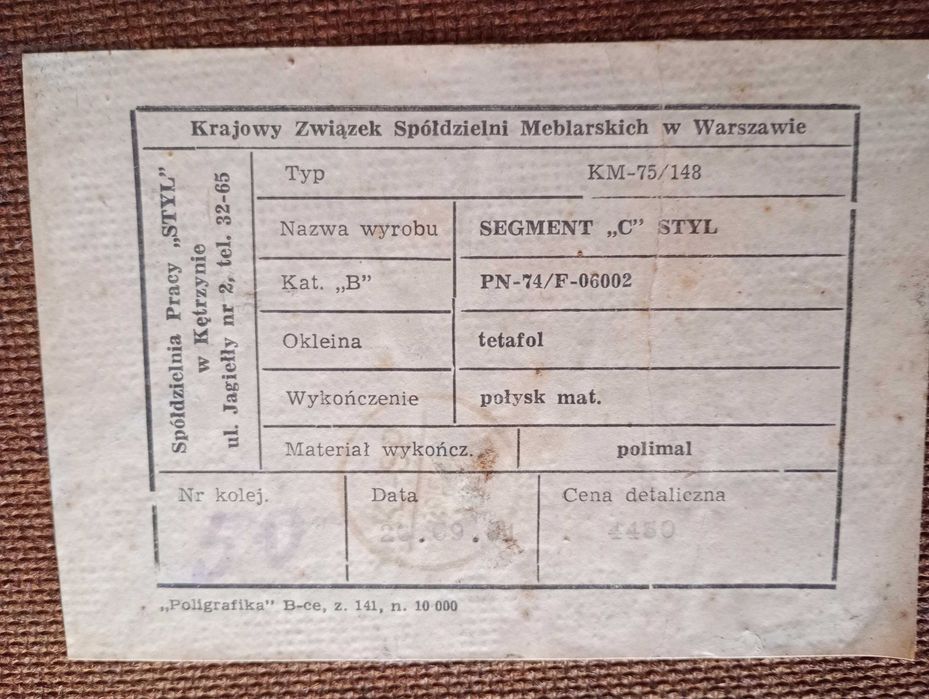 Krajowy Związek Spółdzielni Meblarskich w Warszawie
Spółdzielnia Pracy „STYL”
w Kętrzynie
ul. Jagiełły nr 2, tel. 32-65
Typ KM-75/148
Nazwa wyrobu SEGMENT „C” STYL
Kat. „B” PN-74/F-06002
Okleina tetafol
Wykończenie połysk mat.
Materiał wykończ. polimal
Nr kolej. Data Cena detaliczna
4450
„Poligrafika” B-ce, z. 141, n. 10 000